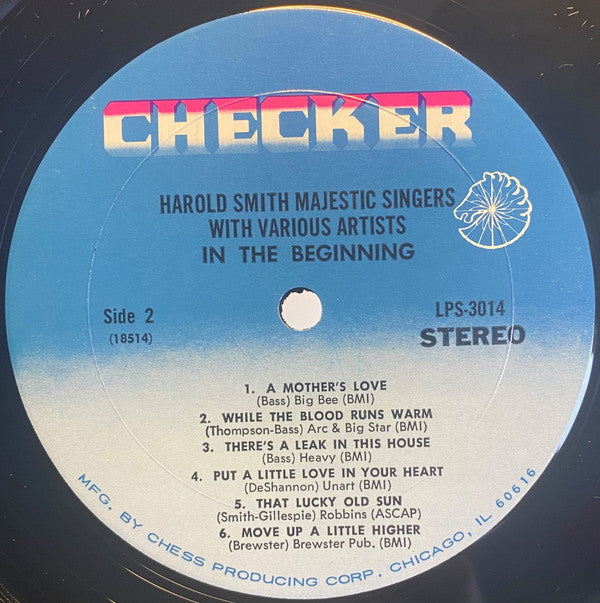 CHECKER
HAROLD SMITH MAJESTIC SINGERS
WITH VARIOUS ARTISTS
IN THE BEGINNING
Side 2
(18514)
LPS-3014
STEREO
1. A MOTHER'S LOVE
(Bass) Big Bee (BMI)
2. WHILE THE BLOOD RUNS WARM
(Thompson-Bass) Arc & Big Star (BMI)
3. THERE'S A LEAK IN THIS HOUSE
(Bass) Heavy (BMI)
4. PUT A LITTLE LOVE IN YOUR HEART
(DeShannon) Unart (BMI)
5. THAT LUCKY OLD SUN
(Smith-Gillespie) Robbins (ASCAP)
6. MOVE UP A LITTLE HIGHER
(Brewster) Brewster Pub. (BMI)
MFG. BY CHESS PRODUCING CORP. CHICAGO, IL 60616